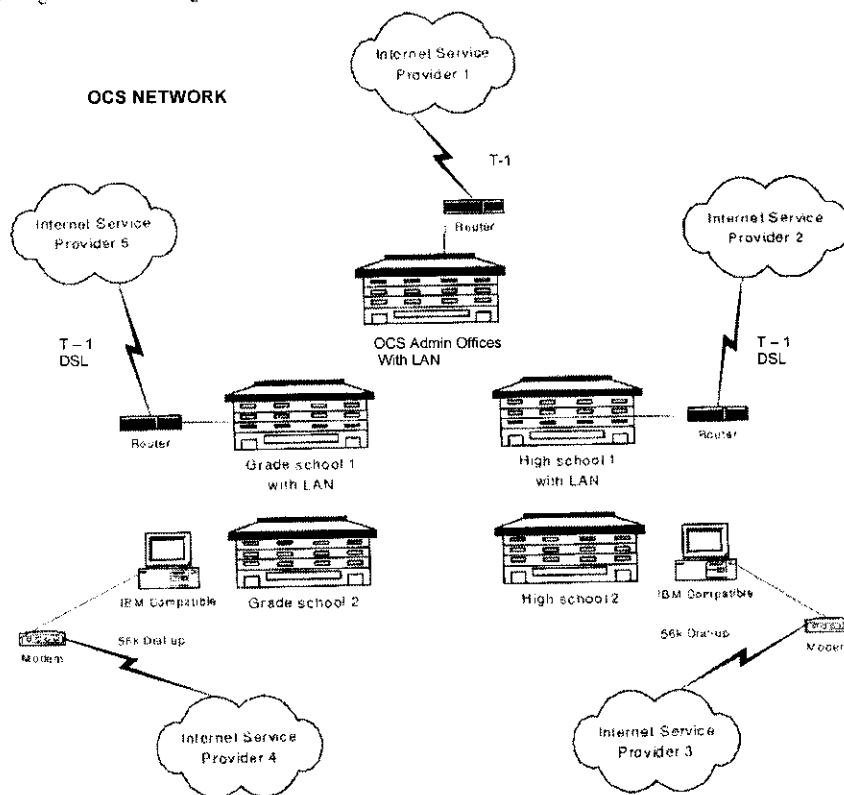 Internet Service
Provider 1
OCS NETWORK
T-1
Router
Internet Service
Provider 5
Internet Service
Provider 2
OCS Admin Offices
With LAN
T – 1
DSL
T – 1
DSL
Router
Grade school 1
with LAN
High school 1
with LAN
Router
IBM Compatible
Grade school 2
High school 2
IBM Compatible
Modem
56k Dial up
56k Dial-up
Modem
Internet Service
Provider 4
Internet Service
Provider 3